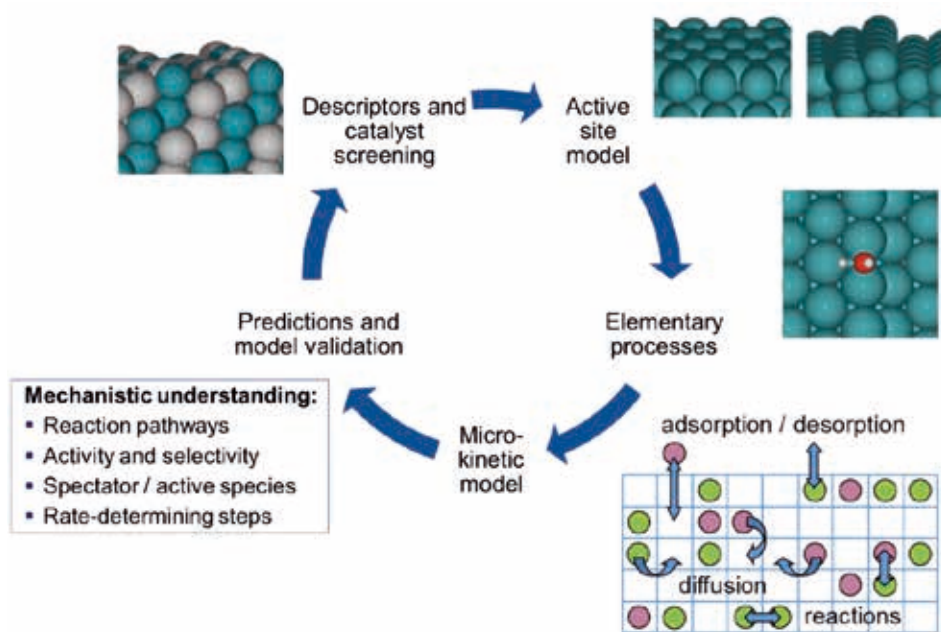 Descriptors and
catalyst
screening
Active
site
model
Elementary
processes
Micro-
kinetic
model
Predictions and
model validation
Mechanistic understanding:
▪ Reaction pathways
▪ Activity and selectivity
▪ Spectator / active species
▪ Rate-determining steps
adsorption / desorption
diffusion
reactions